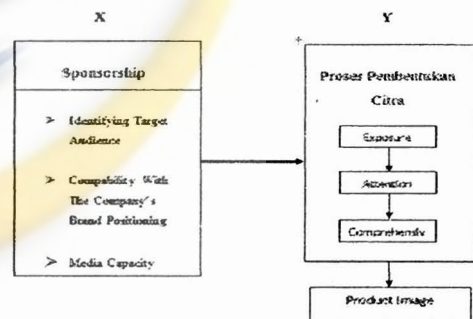 X
Sponsorship
➢ Identifying Target
Audience
➢ Compability With
The Company's
Brand Positioning
➢ Media Capacity
Y
Proses Pembentukan
Citra
Exposure
Attention
Comprehensiv
Product Image